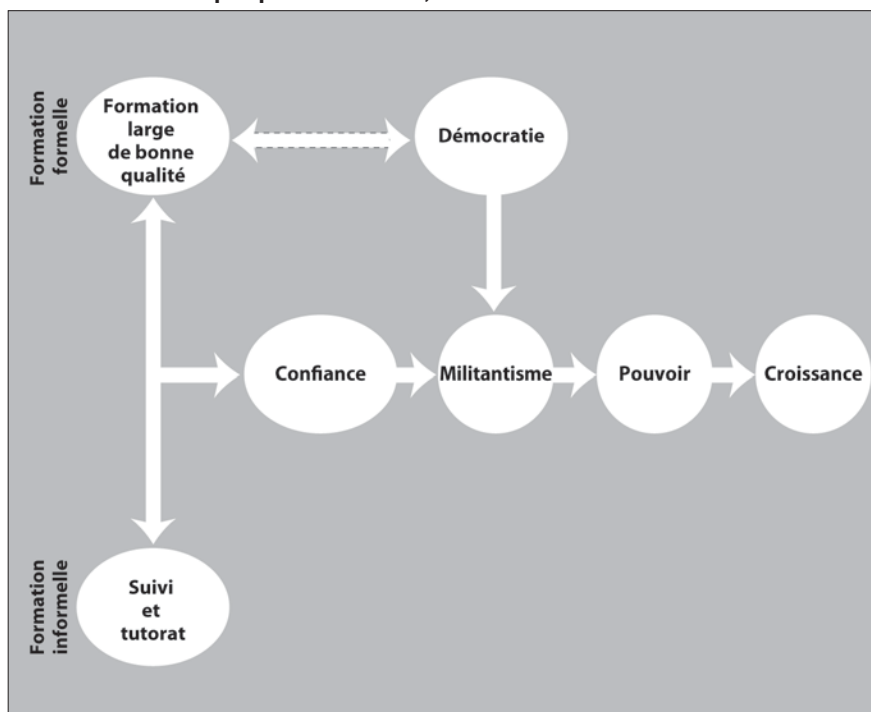 Formation
formelle
Formation
large
de bonne
qualité
Démocratie
Confiance
Militantisme
Pouvoir
Croissance
Formation
informelle
Suivi
et
tutorat